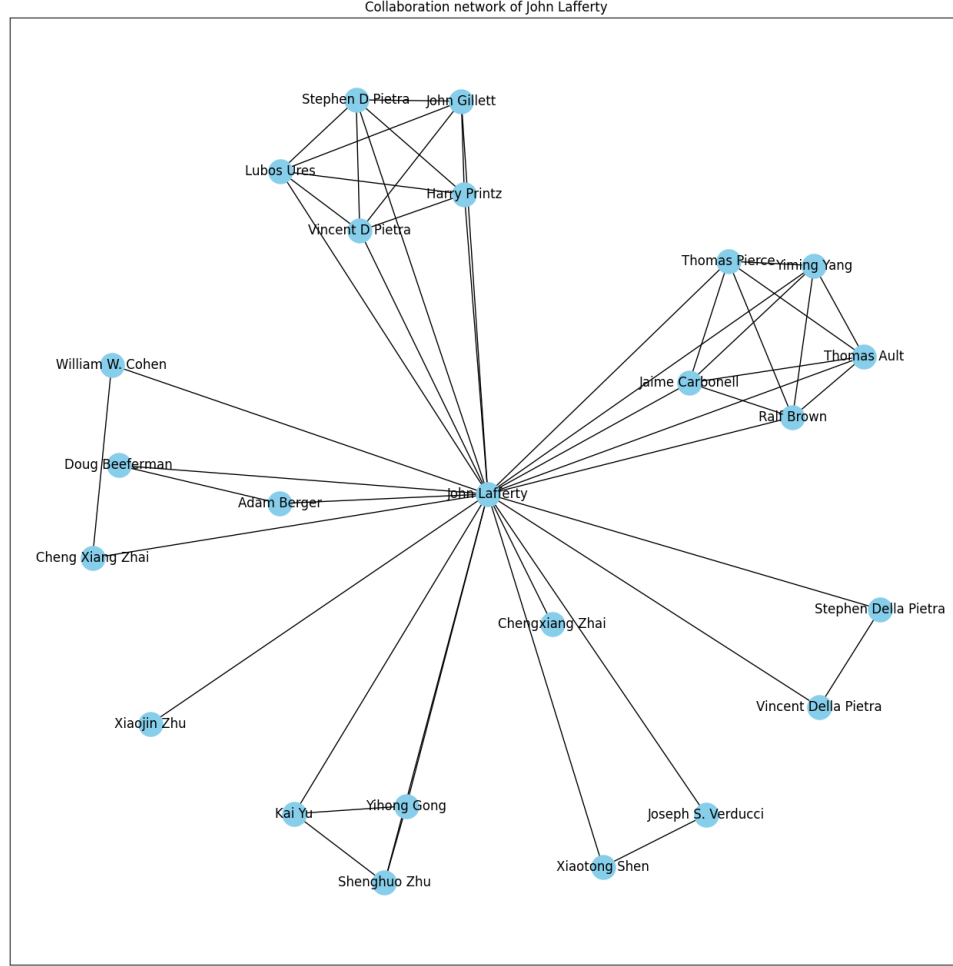 Collaboration network of John Lafferty
Stephen D Pietra
John Gillett
Lubos Ures
Harry Printz
Vincent D Pietra
Thomas Pierce
Yiming Yang
Thomas Ault
William W. Cohen
Jaime Carbonell
Ralf Brown
Doug Beeferman
John Lafferty
Adam Berger
Cheng Xiang Zhai
Stephen Della Pietra
Chengxiang Zhai
Vincent Della Pietra
Xiaojin Zhu
Yihong Gong
Kai Yu
Joseph S. Verducci
Xiaotong Shen
Shenghuo Zhu